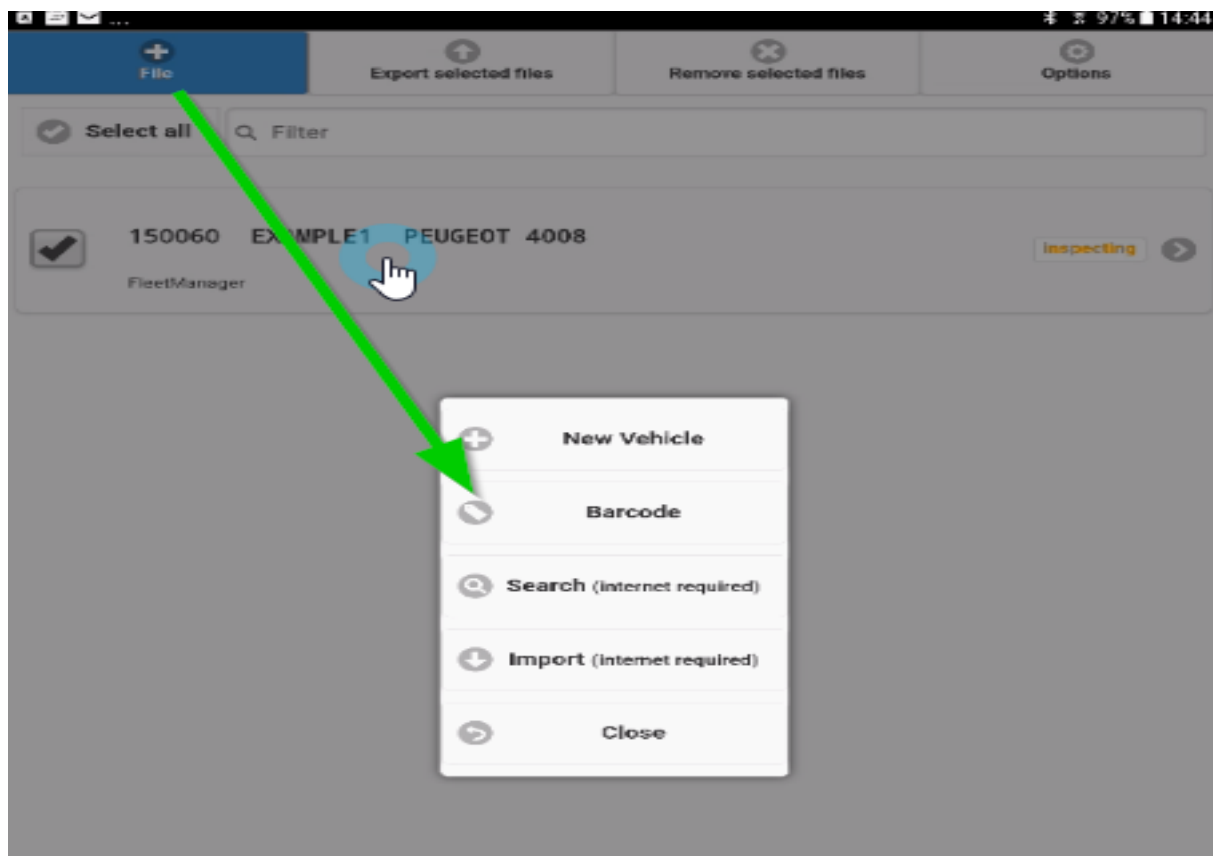 ... 97% 14:44
File Export selected files Remove selected files Options
Select all Filter
150060 EXAMPLE1 PEUGEOT 4008
Inspecting
FleetManager
New Vehicle
Barcode
Search (internet required)
Import (internet required)
Close